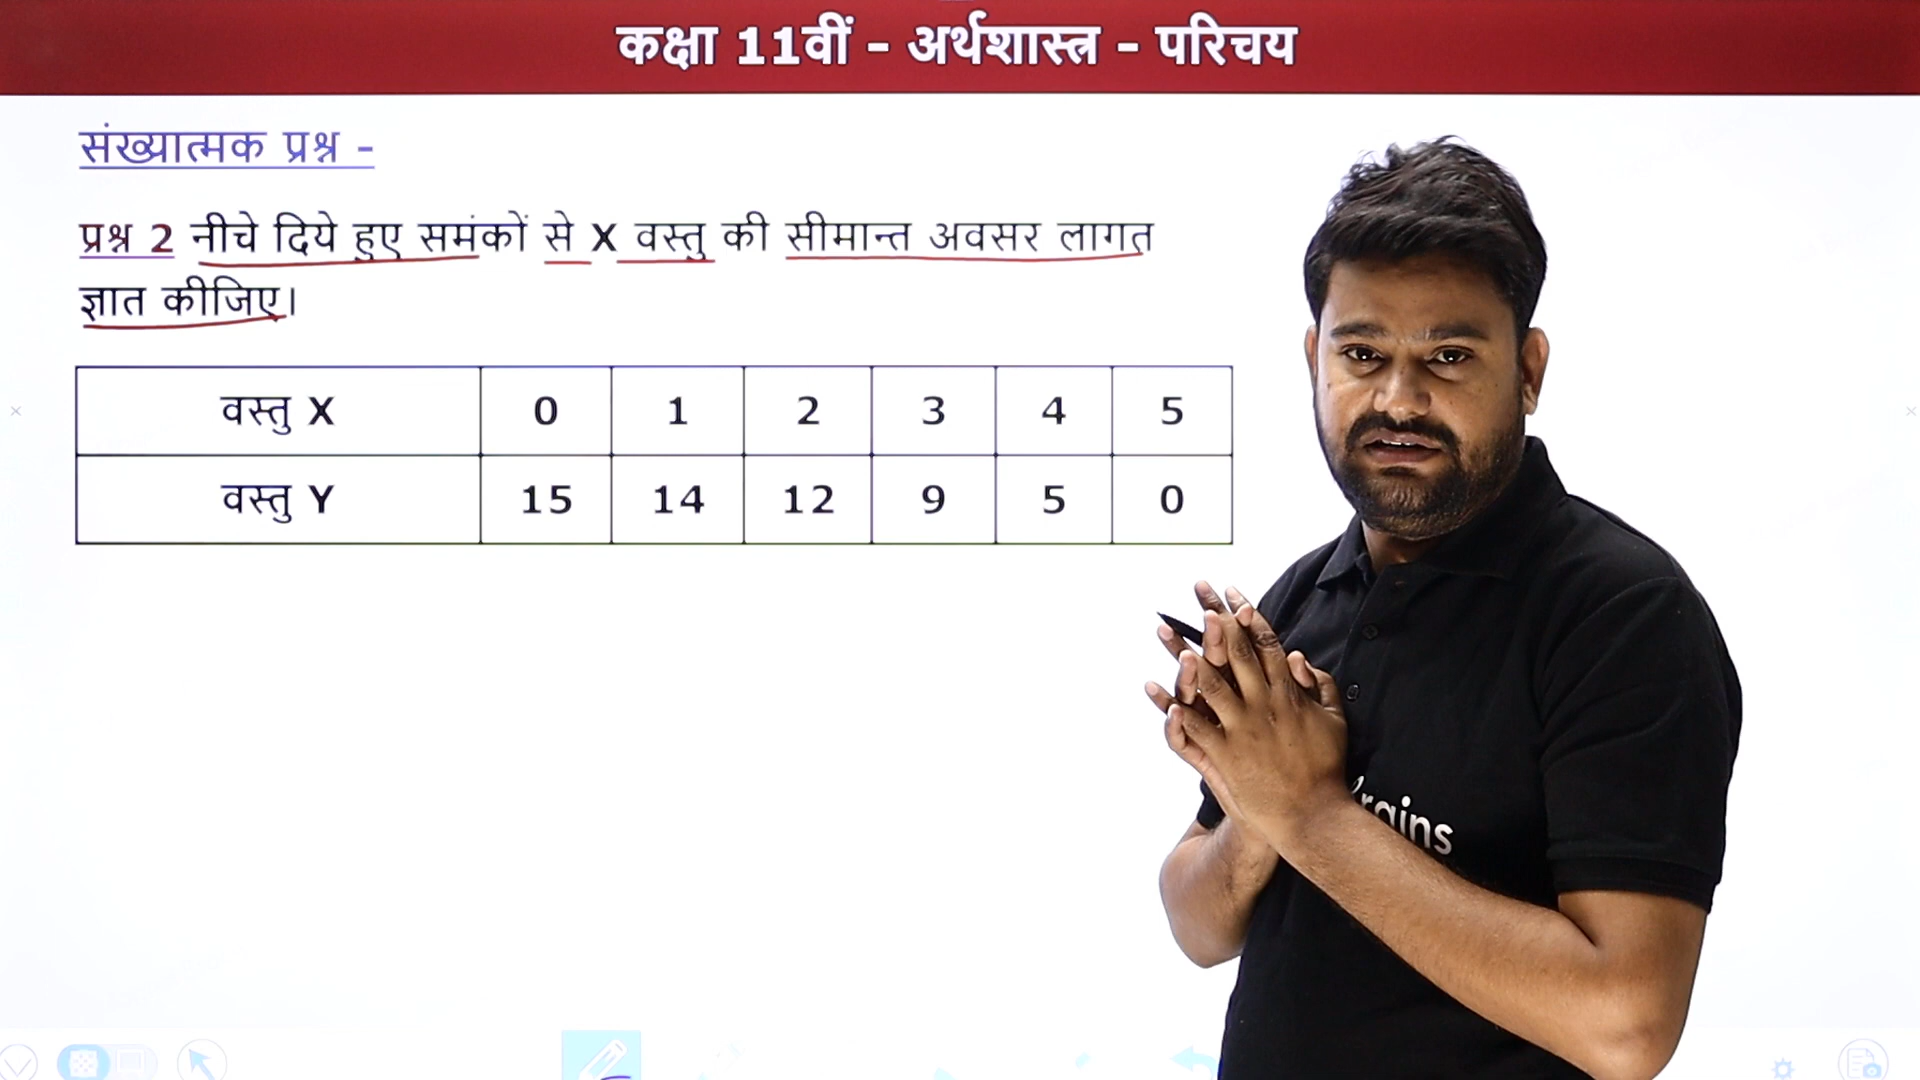 कक्षा 11वीं - अर्थशास्त्र - परिचय
संख्यात्मक प्रश्न -
प्रश्न 2 नीचे दिये हुए समंकों से X वस्तु की सीमान्त अवसर लागत
ज्ञात कीजिए।
वस्तु X 0 1 2 3 4 5
वस्तु Y 15 14 12 9 5 0